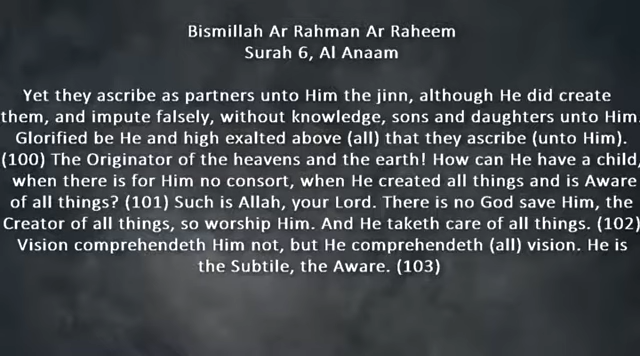 Bismillah Ar Rahman Ar Raheem
Surah 6, Al Anaam
Yet they ascribe as partners unto Him the jinn, although He did create
them, and impute falsely, without knowledge, sons and daughters unto Him.
Glorified be He and high exalted above (all) that they ascribe (unto Him).
(100) The Originator of the heavens and the earth! How can He have a child,
when there is for Him no consort, when He created all things and is Aware
of all things? (101) Such is Allah, your Lord. There is no God save Him, the
Creator of all things, so worship Him. And He taketh care of all things. (102)
Vision comprehendeth Him not, but He comprehendeth (all) vision. He is
the Subtile, the Aware. (103)